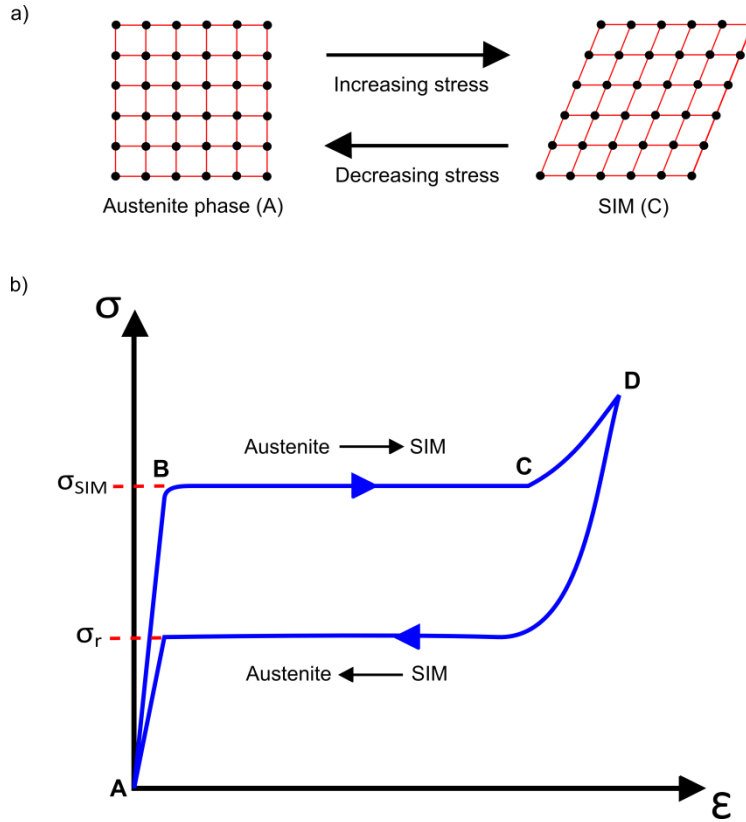 a)
Increasing stress
Decreasing stress
Austenite phase (A)
SIM (C)
b)
σ
D
Austenite → SIM
B
C
σSIM
σr
Austenite ← SIM
A
ε